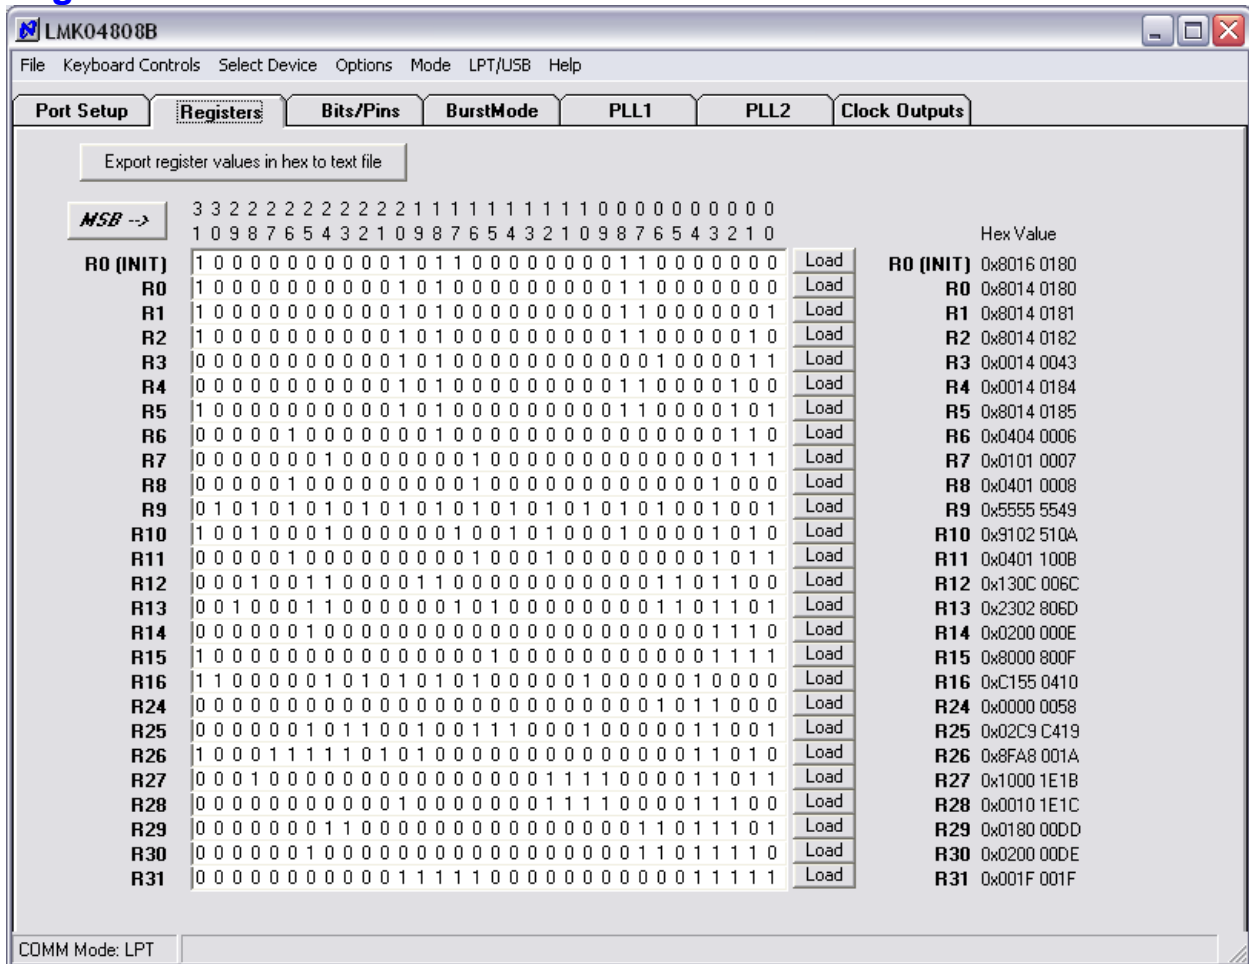 LMK04808B
File Keyboard Controls Select Device Options Mode LPT/USB Help
Port Setup Registers Bits/Pins BurstMode PLL1 PLL2 Clock Outputs
Export register values in hex to text file
MSB -->
3 3 2 2 2 2 2 2 2 2 2 2 1 1 1 1 1 1 1 1 1 1 0 0 0 0 0 0 0 0 0 0
1 0 9 8 7 6 5 4 3 2 1 0 9 8 7 6 5 4 3 2 1 0 9 8 7 6 5 4 3 2 1 0 Hex Value
R0 (INIT) 1 0 0 0 0 0 0 0 0 0 0 1 0 1 1 0 0 0 0 0 0 0 0 1 1 0 0 0 0 0 0 0 Load R0 (INIT) 0x8016 0180
R0 1 0 0 0 0 0 0 0 0 0 0 1 0 1 0 0 0 0 0 0 0 0 0 1 1 0 0 0 0 0 0 0 Load R0 0x8014 0180
R1 1 0 0 0 0 0 0 0 0 0 0 1 0 1 0 0 0 0 0 0 0 0 0 1 1 0 0 0 0 0 0 1 Load R1 0x8014 0181
R2 1 0 0 0 0 0 0 0 0 0 0 1 0 1 0 0 0 0 0 0 0 0 0 1 1 0 0 0 0 0 1 0 Load R2 0x8014 0182
R3 0 0 0 0 0 0 0 0 0 0 0 1 0 1 0 0 0 0 0 0 0 0 0 0 0 1 0 0 0 0 1 1 Load R3 0x0014 0043
R4 0 0 0 0 0 0 0 0 0 0 0 1 0 1 0 0 0 0 0 0 0 0 0 1 1 0 0 0 0 1 0 0 Load R4 0x0014 0184
R5 1 0 0 0 0 0 0 0 0 0 0 1 0 1 0 0 0 0 0 0 0 0 0 1 1 0 0 0 0 1 0 1 Load R5 0x8014 0185
R6 0 0 0 0 0 1 0 0 0 0 0 0 0 1 0 0 0 0 0 0 0 0 0 0 0 0 0 0 0 1 1 0 Load R6 0x0404 0006
R7 0 0 0 0 0 0 0 1 0 0 0 0 0 0 0 1 0 0 0 0 0 0 0 0 0 0 0 0 0 1 1 1 Load R7 0x0101 0007
R8 0 0 0 0 0 1 0 0 0 0 0 0 0 0 0 1 0 0 0 0 0 0 0 0 0 0 0 0 1 0 0 0 Load R8 0x0401 0008
R9 0 1 0 1 0 1 0 1 0 1 0 1 0 1 0 1 0 1 0 1 0 1 0 1 0 1 0 0 1 0 0 1 Load R9 0x5555 5549
R10 1 0 0 1 0 0 0 1 0 0 0 0 0 0 1 0 0 1 0 1 0 0 0 1 0 0 0 0 1 0 1 0 Load R10 0x9102 510A
R11 0 0 0 0 0 1 0 0 0 0 0 0 0 0 0 1 0 0 0 1 0 0 0 0 0 0 0 0 1 0 1 1 Load R11 0x0401 100B
R12 0 0 0 1 0 0 1 1 0 0 0 0 1 1 0 0 0 0 0 0 0 0 0 0 0 1 1 0 1 1 0 0 Load R12 0x130C 006C
R13 0 0 1 0 0 0 1 1 0 0 0 0 0 0 1 0 1 0 0 0 0 0 0 0 0 1 1 0 1 1 0 1 Load R13 0x2302 806D
R14 0 0 0 0 0 0 1 0 0 0 0 0 0 0 0 0 0 0 0 0 0 0 0 0 0 0 0 0 1 1 1 0 Load R14 0x0200 000E
R15 1 0 0 0 0 0 0 0 0 0 0 0 0 0 0 0 1 0 0 0 0 0 0 0 0 0 0 0 1 1 1 1 Load R15 0x8000 800F
R16 1 1 0 0 0 0 0 1 0 1 0 1 0 1 0 1 0 0 0 0 0 1 0 0 0 0 0 1 0 0 0 0 Load R16 0xC155 0410
R24 0 0 0 0 0 0 0 0 0 0 0 0 0 0 0 0 0 0 0 0 0 0 0 0 0 1 0 1 1 0 0 0 Load R24 0x0000 0058
R25 0 0 0 0 0 0 1 0 1 1 0 0 1 0 0 1 1 1 0 0 0 1 0 0 0 0 0 1 1 0 0 1 Load R25 0x02C9 C419
R26 1 0 0 0 1 1 1 1 1 0 1 0 1 0 0 0 0 0 0 0 0 0 0 0 0 0 0 1 1 0 1 0 Load R26 0x8FA8 001A
R27 0 0 0 1 0 0 0 0 0 0 0 0 0 0 0 0 0 0 0 1 1 1 1 0 0 0 0 1 1 0 1 1 Load R27 0x1000 1E1B
R28 0 0 0 0 0 0 0 0 0 0 0 1 0 0 0 0 0 0 0 1 1 1 1 0 0 0 0 1 1 1 0 0 Load R28 0x0010 1E1C
R29 0 0 0 0 0 0 0 1 1 0 0 0 0 0 0 0 0 0 0 0 0 0 0 0 1 1 0 1 1 1 0 1 Load R29 0x0180 00DD
R30 0 0 0 0 0 0 1 0 0 0 0 0 0 0 0 0 0 0 0 0 0 0 0 0 1 1 0 1 1 1 1 0 Load R30 0x0200 00DE
R31 0 0 0 0 0 0 0 0 0 0 0 1 1 1 1 1 0 0 0 0 0 0 0 0 0 0 0 1 1 1 1 1 Load R31 0x001F 001F
COMM Mode: LPT